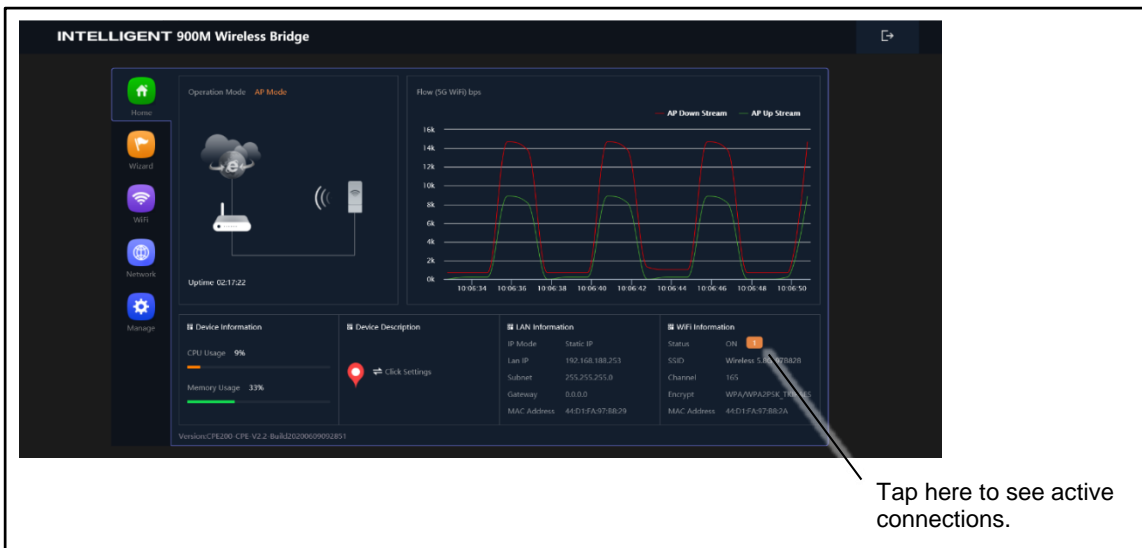 INTELLIGENT 900M Wireless Bridge
Home
Wizard
WiFi
Network
Manage
Operation Mode AP Mode
Uptime 02:17:22
Flow (5G WiFi) bps
AP Down Stream AP Up Stream
16k
14k
12k
10k
8k
6k
4k
2k
0k
10:06:34 10:06:36 10:06:38 10:06:40 10:06:42 10:06:44 10:06:46 10:06:48 10:06:50
Device Information
CPU Usage 9%
Memory Usage 33%
Device Description
Click Settings
LAN Information
IP Mode Static IP
Lan IP 192.168.188.253
Subnet 255.255.255.0
Gateway 0.0.0.0
MAC Address 44:D1:FA:97:88:29
WiFi Information
Status ON 1
SSID Wireless
Channel 165
Encrypt WPA/WPA2PSK
MAC Address 44:D1:FA:97:88:2A
Version:CPE200-CPE-V2.2-Build20200609092851
Tap here to see active
connections.